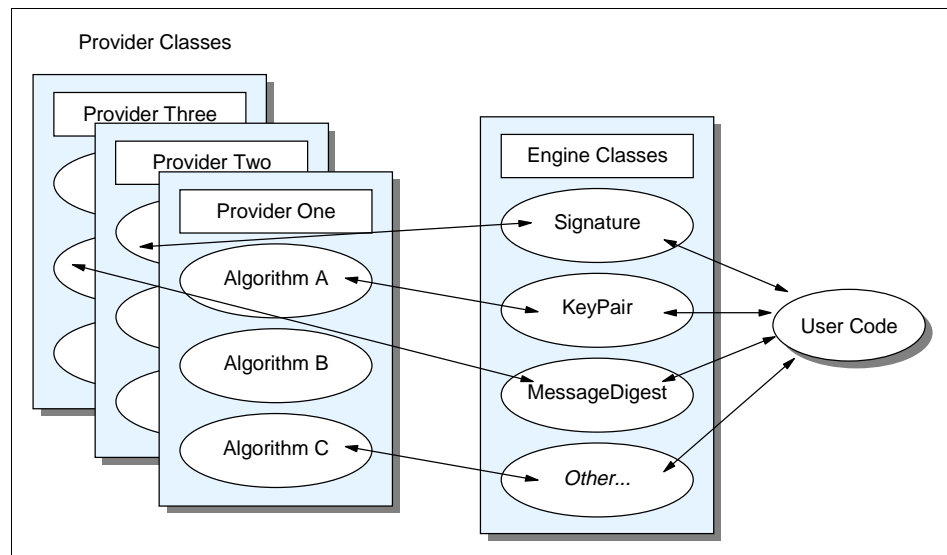 Provider Classes
Provider Three
Provider Two
Provider One
Algorithm A
Algorithm B
Algorithm C
Engine Classes
Signature
KeyPair
MessageDigest
Other...
User Code